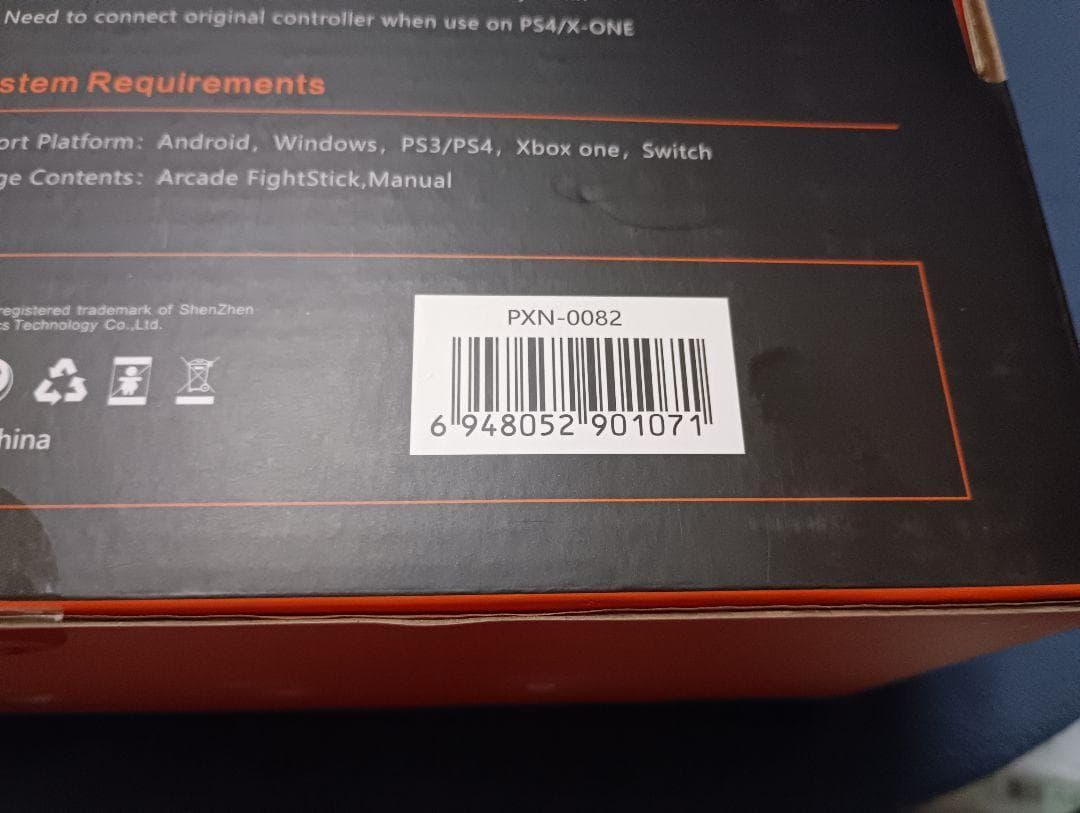 Need to connect original controller when use on PS4/X-ONE
stem Requirements
ort Platform: Android, Windows, PS3/PS4, Xbox one, Switch
ge Contents: Arcade FightStick,Manual
registered trademark of ShenZhen
cs Technology Co.,Ltd.
PXN-0082
6 948052 901071
hina